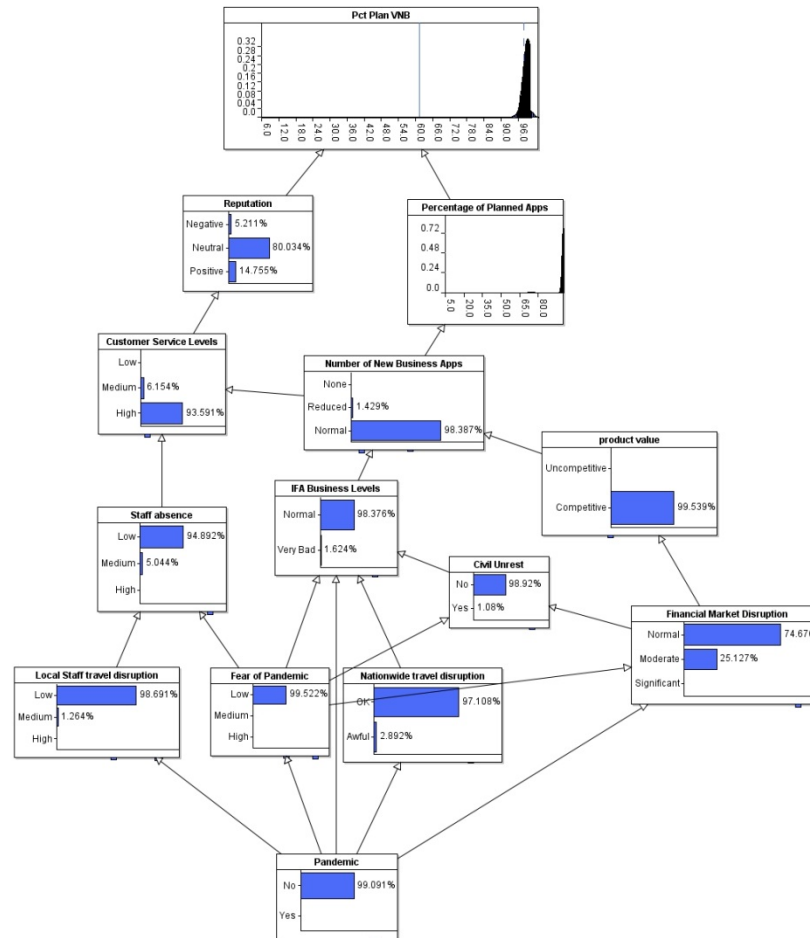 Pct Plan VNB
0.32
0.28
0.24
0.20
0.16
0.12
0.08
0.04
0.0
6.0
12.0
18.0
24.0
30.0
36.0
42.0
48.0
54.0
60.0
66.0
72.0
78.0
84.0
90.0
96.0
Reputation
Negative 5.211%
Neutral 80.034%
Positive 14.755%
Percentage of Planned Apps
0.72
0.48
0.24
0.0
5.0
20.0
35.0
50.0
65.0
80.0
Customer Service Levels
Low
Medium 6.154%
High 93.591%
Number of New Business Apps
None
Reduced 1.429%
Normal 98.387%
product value
Uncompetitive
Competitive 99.539%
IFA Business Levels
Normal 98.376%
Very Bad 1.624%
Staff absence
Low 94.892%
Medium 5.044%
High
Civil Unrest
No 98.92%
Yes 1.08%
Financial Market Disruption
Normal
Moderate 25.127%
Significant
Local Staff travel disruption
Low 98.691%
Medium 1.264%
High
Fear of Pandemic
Low 99.522%
Medium
High
Nationwide travel disruption
OK 97.108%
Awful 2.892%
Pandemic
No 99.091%
Yes